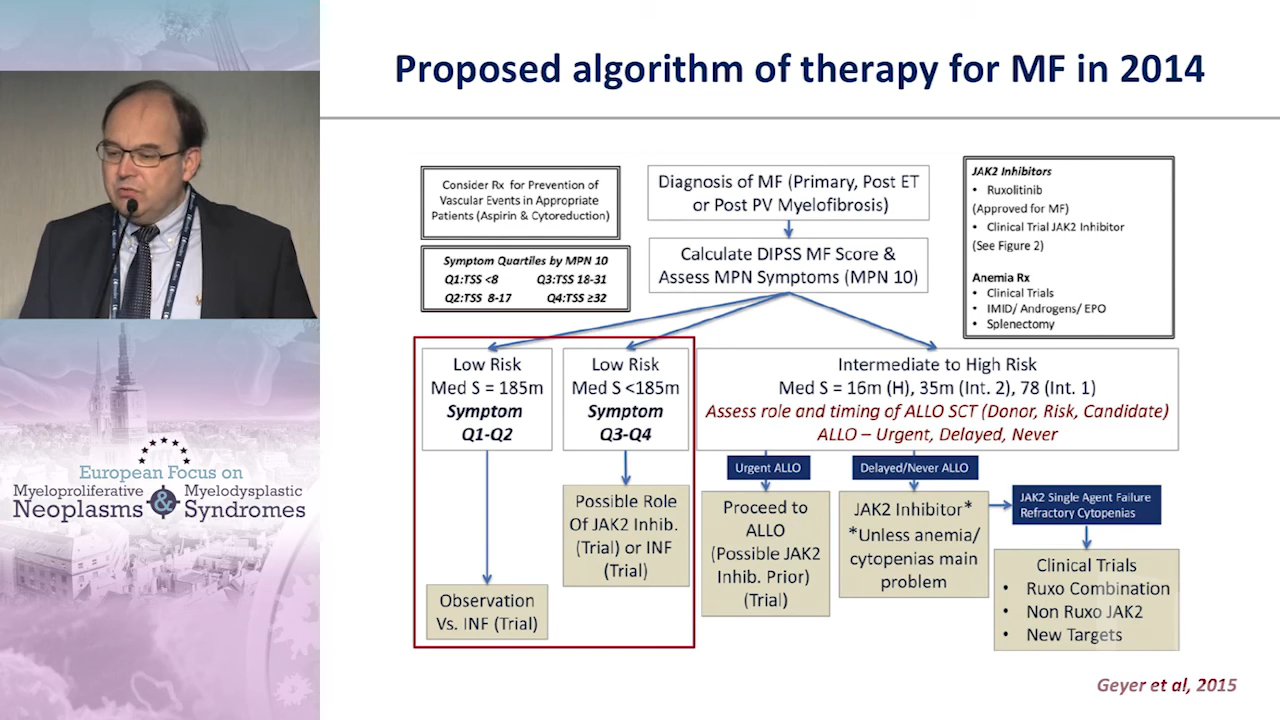 Proposed algorithm of therapy for MF in 2014
Consider Rx for Prevention of
Vascular Events in Appropriate
Patients (Aspirin & Cytoreduction)
Symptom Quartiles by MPN 10
Q1:TSS <8 Q3:TSS 18-31
Q2:TSS 8-17 Q4:TSS ≥32
Diagnosis of MF (Primary, Post ET
or Post PV Myelofibrosis)
Calculate DIPSS MF Score &
Assess MPN Symptoms (MPN 10)
JAK2 Inhibitors
• Ruxolitinib
(Approved for MF)
• Clinical Trial JAK2 Inhibitor
(See Figure 2)
Anemia Rx
• Clinical Trials
• IMID/ Androgens/ EPO
• Splenectomy
Low Risk
Med S = 185m
Symptom
Q1-Q2
Low Risk
Med S <185m
Symptom
Q3-Q4
Intermediate to High Risk
Med S = 16m (H), 35m (Int. 2), 78 (Int. 1)
Assess role and timing of ALLO SCT (Donor, Risk, Candidate)
ALLO – Urgent, Delayed, Never
Urgent ALLO
Delayed/Never ALLO
Observation
Vs. INF (Trial)
Possible Role
Of JAK2 Inhib.
(Trial) or INF
(Trial)
Proceed to
ALLO
(Possible JAK2
Inhib. Prior)
(Trial)
JAK2 Inhibitor*
*Unless anemia/
cytopenias main
problem
JAK2 Single Agent Failure
Refractory Cytopenias
Clinical Trials
• Ruxo Combination
• Non Ruxo JAK2
• New Targets
Geyer et al, 2015
European Focus on
Myeloproliferative & Myelodysplastic
Neoplasms Syndromes